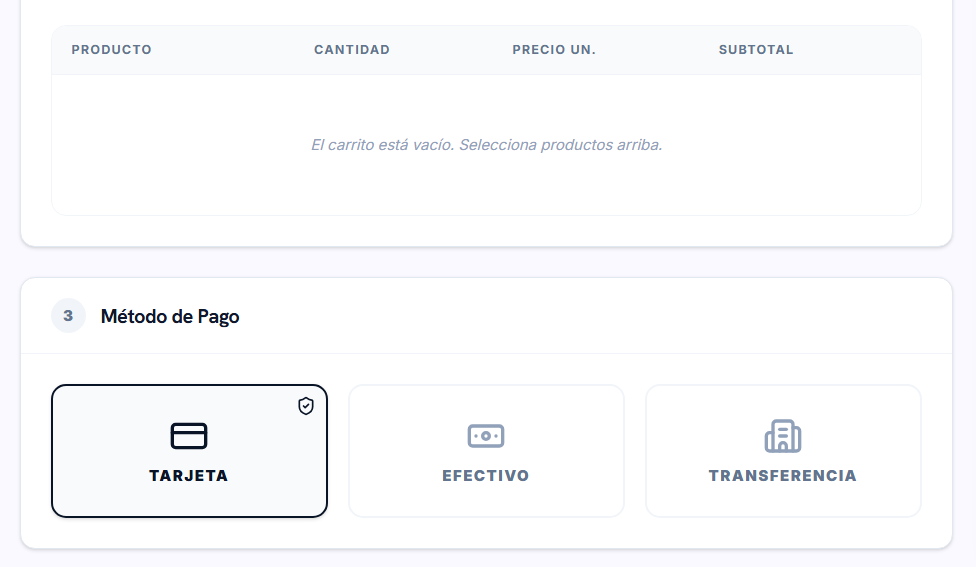 PRODUCTO CANTIDAD PRECIO UN. SUBTOTAL
El carrito está vacío. Selecciona productos arriba.
3 Método de Pago
TARJETA EFECTIVO TRANSFERENCIA